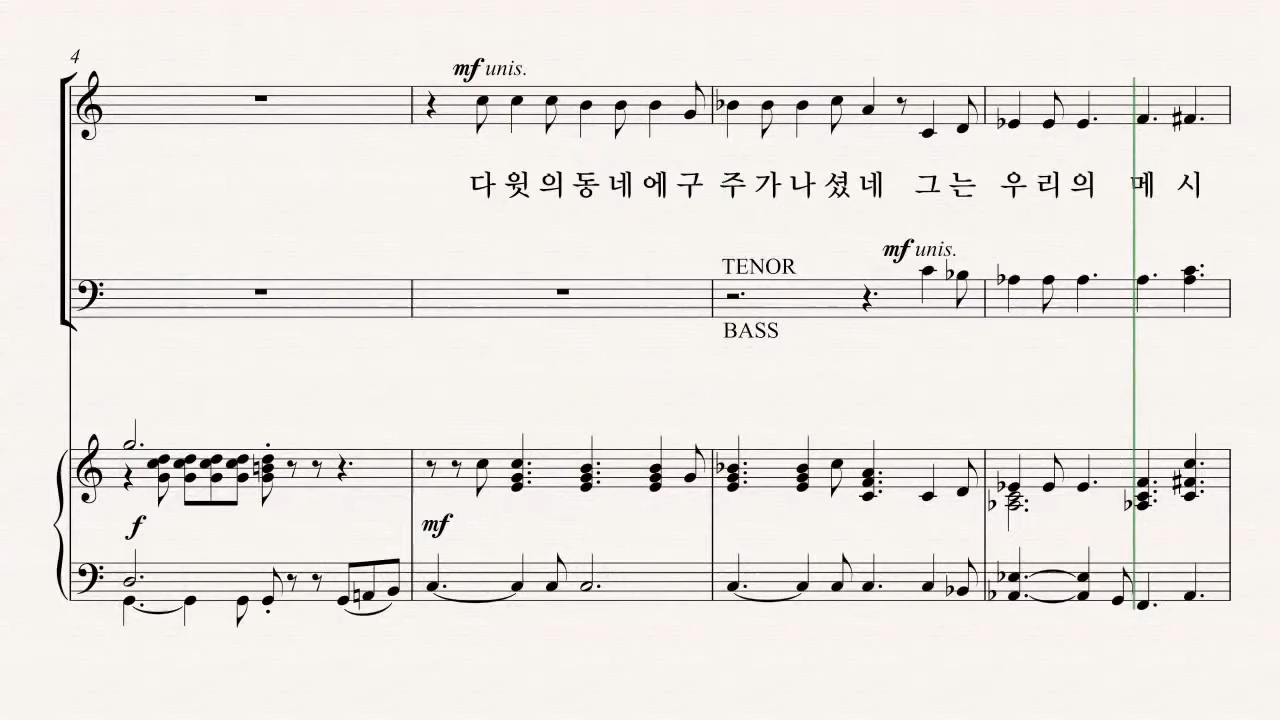 4
mf unis.
다 윗 의 동 네 에 구 주 가 나 셨 네 그 는 우 리 의 메 시
mf unis.
TENOR
BASS
f
mf